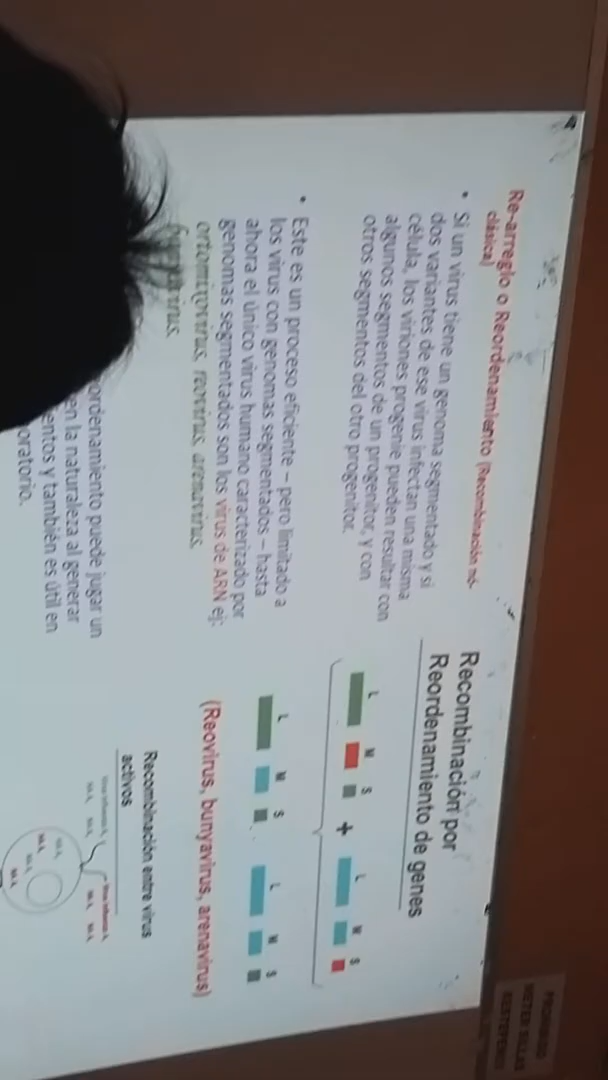 Re-arreglo o Reordenamiento (Recombinación no-
clásica)
• Si un virus tiene un genoma segmentado y si
dos variantes de ese virus infectan una misma
célula, los viriones progenie pueden resultar con
algunos segmentos de un progenitor, y con
otros segmentos del otro progenitor.
• Este es un proceso eficiente – pero limitado a
los virus con genomas segmentados – hasta
ahora el único virus humano caracterizado por
genomas segmentados son los virus de ARN ej:
ortomixovirus, reovirus, arenavirus,
ordenamiento puede jugar un
en la naturaleza al generar
entos y también es útil en
oratorio.
Recombinación por
Reordenamiento de genes
L M S + L M S
L M S L M S
(Reovirus, bunyavirus, arenavirus)
Recombinación entre virus
activos
PROHIBIDO
METER SILLAS